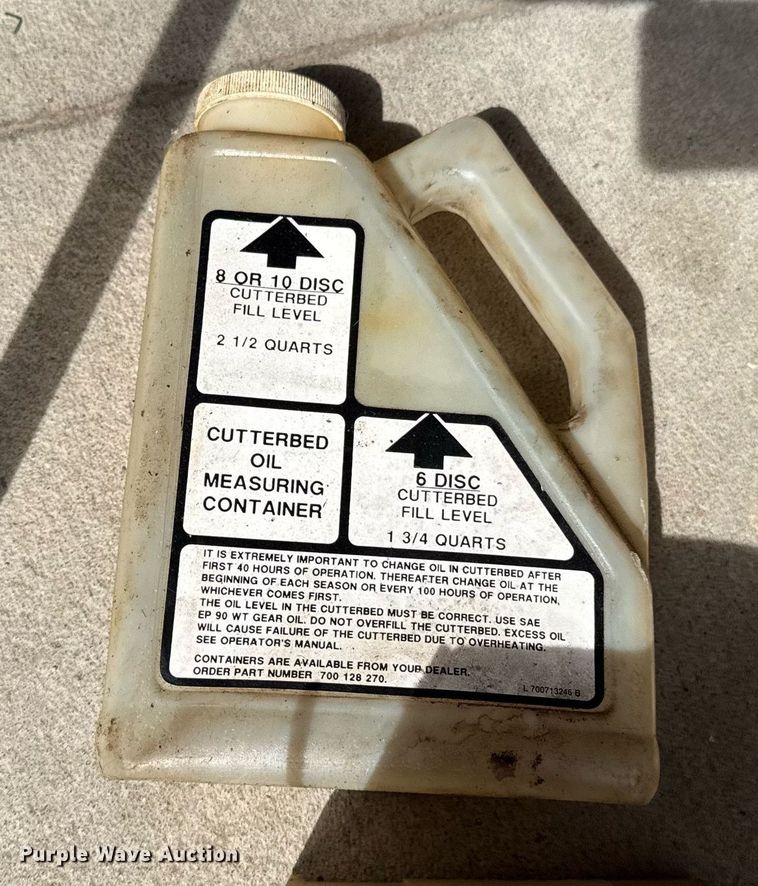 8 OR 10 DISC
CUTTERBED
FILL LEVEL
2 1/2 QUARTS
CUTTERBED
OIL
MEASURING
CONTAINER
6 DISC
CUTTERBED
FILL LEVEL
1 3/4 QUARTS
IT IS EXTREMELY IMPORTANT TO CHANGE OIL IN CUTTERBED AFTER
FIRST 40 HOURS OF OPERATION. THEREAFTER CHANGE OIL AT THE
BEGINNING OF EACH SEASON OR EVERY 100 HOURS OF OPERATION,
WHICHEVER COMES FIRST.
THE OIL LEVEL IN THE CUTTERBED MUST BE CORRECT. USE SAE
EP 90 WT GEAR OIL. DO NOT OVERFILL THE CUTTERBED. EXCESS OIL
WILL CAUSE FAILURE OF THE CUTTERBED DUE TO OVERHEATING.
SEE OPERATOR'S MANUAL.
CONTAINERS ARE AVAILABLE FROM YOUR DEALER.
ORDER PART NUMBER 700 128 270.
L 700713246 B
Purple Wave Auction